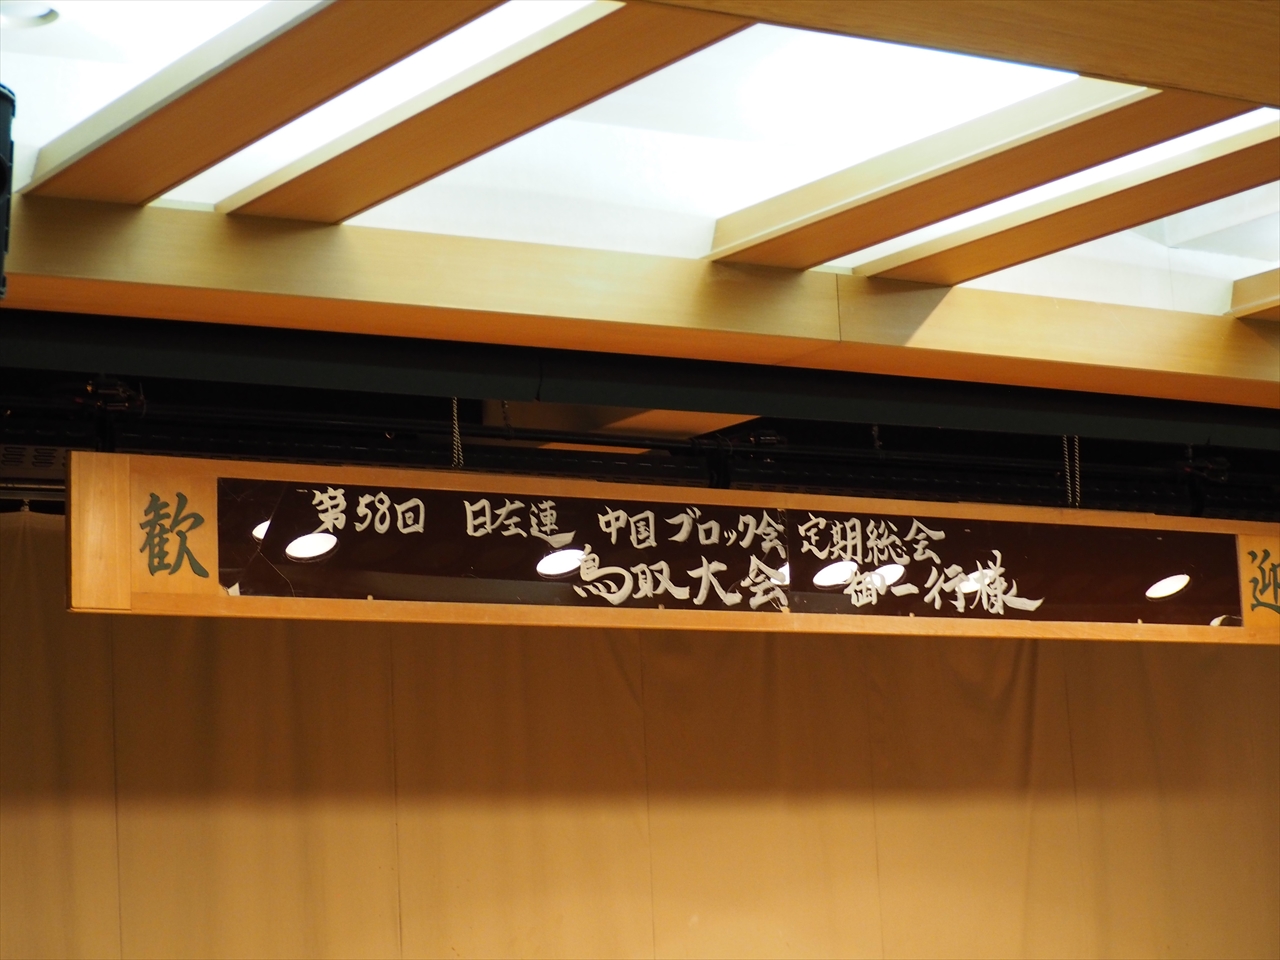 歓
第58回 日左連 中国ブロック会 定期総会
鳥取大会 御一行様
迎